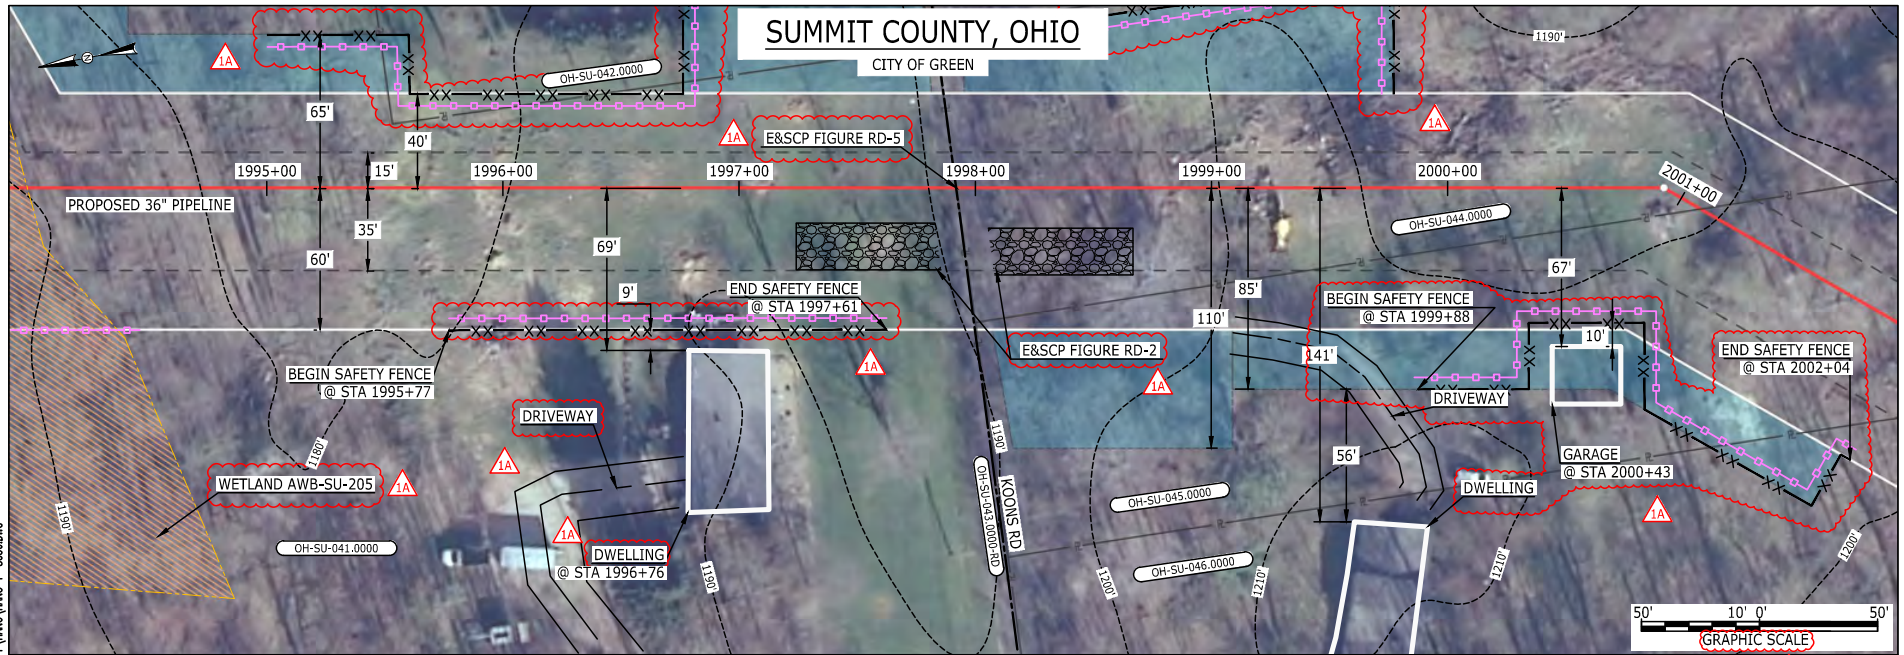 SUMMIT COUNTY, OHIO
CITY OF GREEN
N
1A
OH-SU-042.0000
1190'
65'
40'
1A
E&SCP FIGURE RD-5
1A
1995+00
15'
1996+00
1997+00
1998+00
1999+00
2000+00
2001+00
PROPOSED 36" PIPELINE
35'
60'
69'
OH-SU-044.0000
67'
9'
END SAFETY FENCE
@ STA 1997+61
85'
110'
BEGIN SAFETY FENCE
@ STA 1999+88
141'
10'
E&SCP FIGURE RD-2
1A
1A
END SAFETY FENCE
@ STA 2002+04
BEGIN SAFETY FENCE
@ STA 1995+77
DRIVEWAY
DRIVEWAY
1180'
1190'
56'
GARAGE
@ STA 2000+43
1A
WETLAND AWB-SU-205
1A
DWELLING
OH-SU-045.0000
1190'
1A
OH-SU-043.0000-RD
KOONS RD
1A
OH-SU-041.0000
DWELLING
@ STA 1996+76
1190'
1200'
OH-SU-046.0000
1210'
1210'
1200'
50'
10'
0'
50'
GRAPHIC SCALE